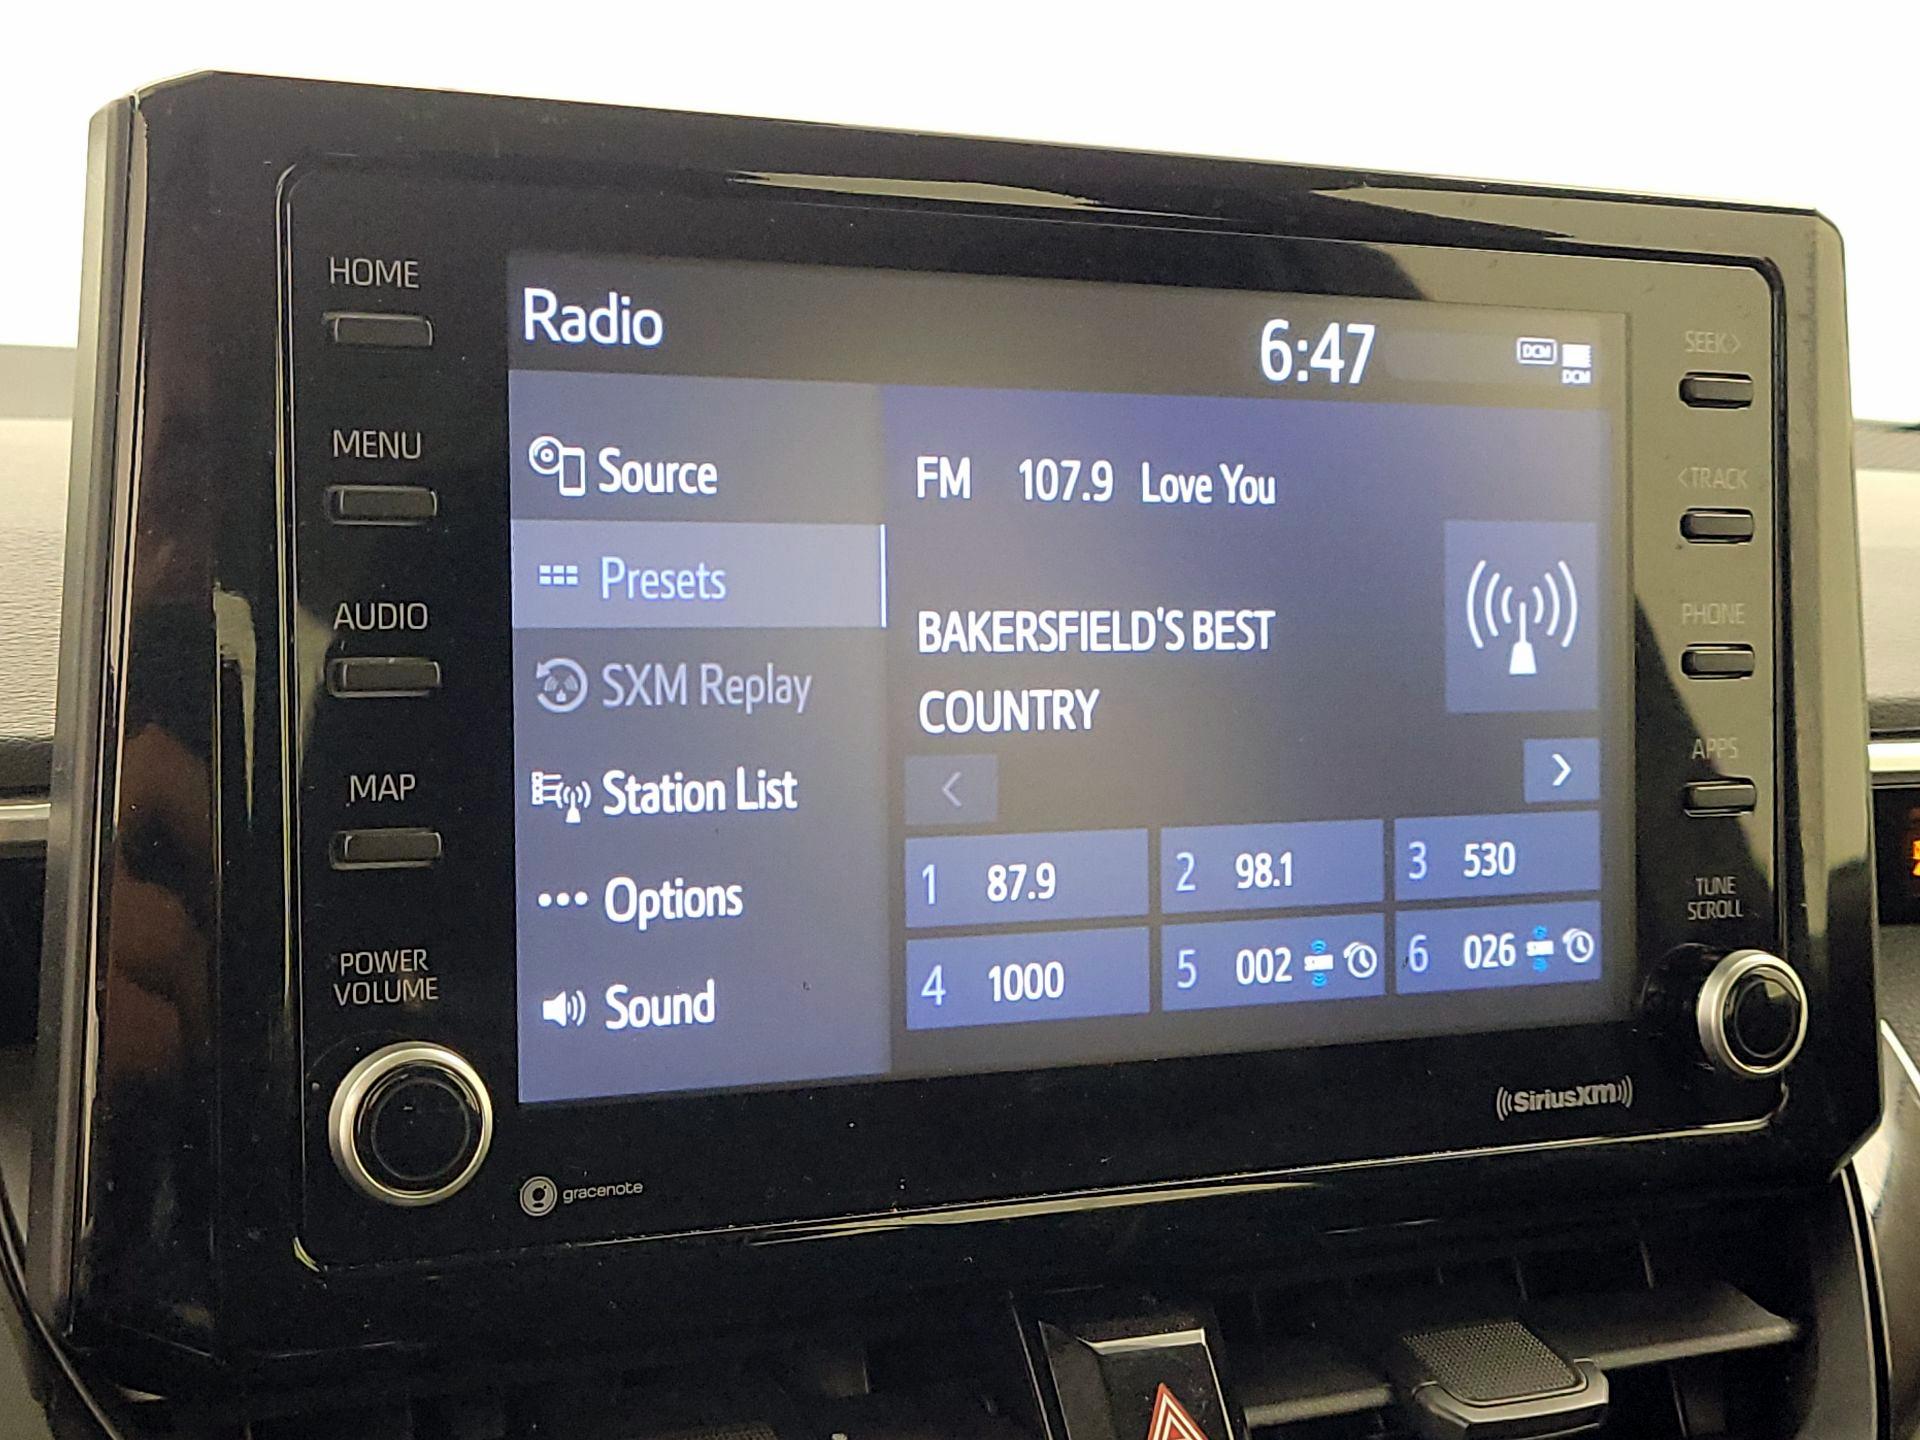 HOME
MENU
AUDIO
MAP
POWER
VOLUME
Radio
6:47
DCM
DCM
Source
Presets
SXM Replay
Station List
Options
Sound
FM 107.9 Love You
BAKERSFIELD'S BEST
COUNTRY
<
>
1 87.9
2 98.1
3 530
4 1000
5 002
6 026
SEEK>
<TRACK
PHONE
APPS
TUNE
SCROLL
gracenote
SiriusXM